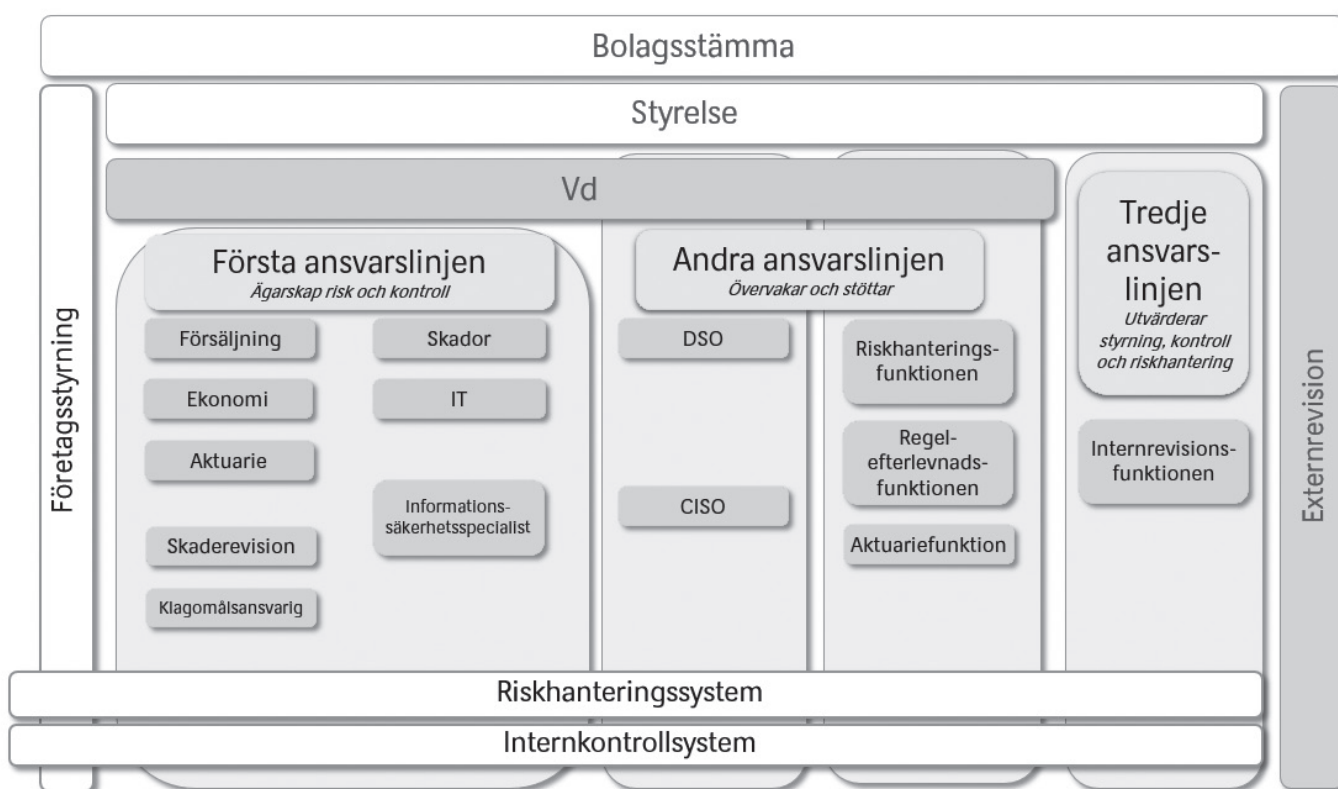 Bolagsstämma
Styrelse
Vd
Företagsstyrning
Första ansvarslinjen
Ägarskap risk och kontroll
Försäljning
Skador
Ekonomi
IT
Aktuarie
Informations-
säkerhetsspecialist
Skaderevision
Klagomålsansvarig
Andra ansvarslinjen
Övervakar och stöttar
DSO
CISO
Riskhanterings-
funktionen
Regel-
efterlevnads-
funktionen
Aktuariefunktion
Tredje
ansvars-
linjen
Utvärderar
styrning, kontroll
och riskhantering
Internrevisions-
funktionen
Externrevision
Riskhanteringssystem
Internkontrollsystem